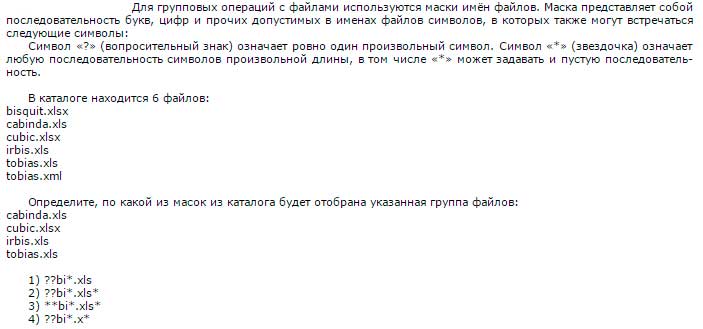 Для групповых операций с файлами используются маски имён файлов. Маска представляет собой
последовательность букв, цифр и прочих допустимых в именах файлов символов, в которых также могут встречаться
следующие символы:
Символ «?» (вопросительный знак) означает ровно один произвольный символ. Символ «*» (звездочка) означает
любую последовательность символов произвольной длины, в том числе «*» может задавать и пустую последователь-
ность.
В каталоге находится 6 файлов:
bisquit.xlsx
cabinda.xls
cubic.xlsx
irbis.xls
tobias.xls
tobias.xml
Определите, по какой из масок из каталога будет отобрана указанная группа файлов:
cabinda.xls
cubic.xlsx
irbis.xls
tobias.xls
1) ??bi*.xls
2) ??bi*.xls*
3) **bi*.xls*
4) ??bi*.x*